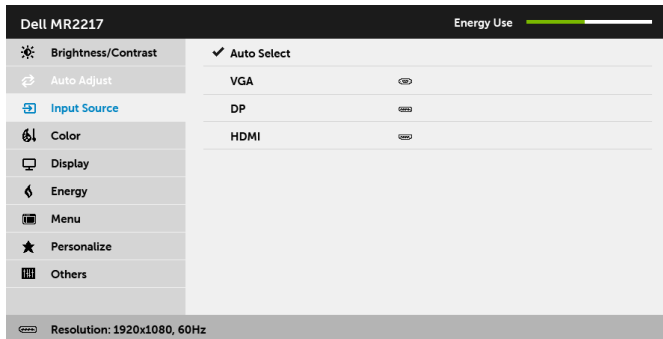 Dell MR2217
Energy Use
Brightness/Contrast
Auto Select
Auto Adjust
VGA
Input Source
DP
Color
HDMI
Display
Energy
Menu
Personalize
Others
Resolution: 1920x1080, 60Hz